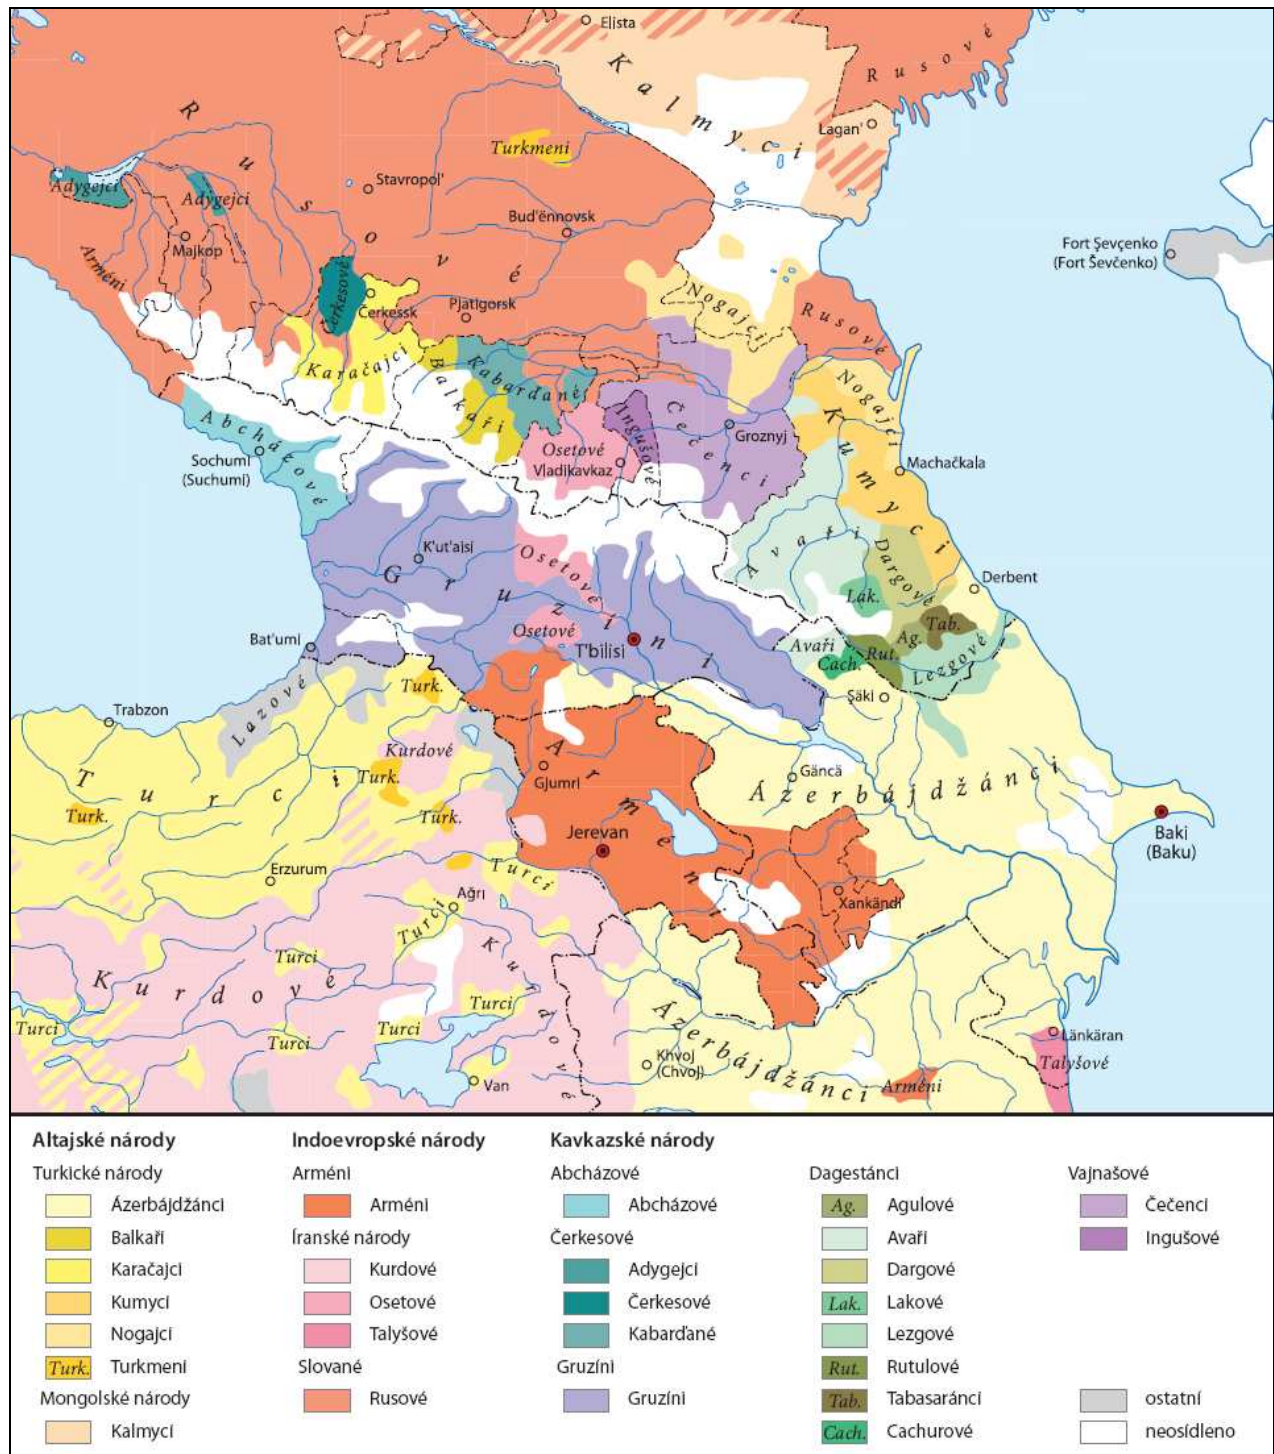 Elista
Kalmyci
Rusové
Lagan'
Rusové
Turkmeni
Adygejci
Adygejci
Stavropol'
Bud'ënnovsk
Majkop
Arméni
Fort Şevçenko
(Fort Ševčenko)
Čerkesové
Čerkessk
Pjatigorsk
Nogajci
Rusové
Karačajci
Balkaři
Kabarďané
Nogajci
Kumyci
Abcházové
Sochumi
(Suchumi)
Osetové
Vladikavkaz
Ingušové
Čečenci
Groznyj
Machačkala
K'ut'aisi
Gruzíni
Osetové
Avaři
Dargové
Lak.
Derbent
Bat'umi
Osetové
T'bilisi
Avaři
Cach.
Rut.
Ag.
Tab.
Lezgové
Şäki
Lazové
Turk.
Trabzon
Kurdové
Turci
Turk.
Turk.
Turk.
Arméni
Gjumri
Gäncä
Ázerbájdžánci
Jerevan
Baki
(Baku)
Erzurum
Turci
Ağrı
Xankändi
Turci
Kurdové
Turci
Kurdové
Turci
Turci
Turci
Turci
Van
Khvoj
(Chvoj)
Ázerbájdžánci
Arméni
Länkäran
Talyšové
Altajské národy
Turkické národy
Ázerbájdžánci
Balkaři
Karačajci
Kumyci
Nogajci
Turk. Turkmeni
Mongolské národy
Kalmyci
Indoevropské národy
Arméni
Arméni
Íranské národy
Kurdové
Osetové
Talyšové
Slované
Rusové
Kavkazské národy
Abcházové
Abcházové
Čerkesové
Adygejci
Čerkesové
Kabarďané
Gruzíni
Gruzíni
Dagestánci
Ag. Agulové
Avaři
Dargové
Lak. Lakové
Lezgové
Rut. Rutulové
Tab. Tabasaránci
Cach. Cachurové
Vajnašové
Čečenci
Ingušové
ostatní
neosídleno